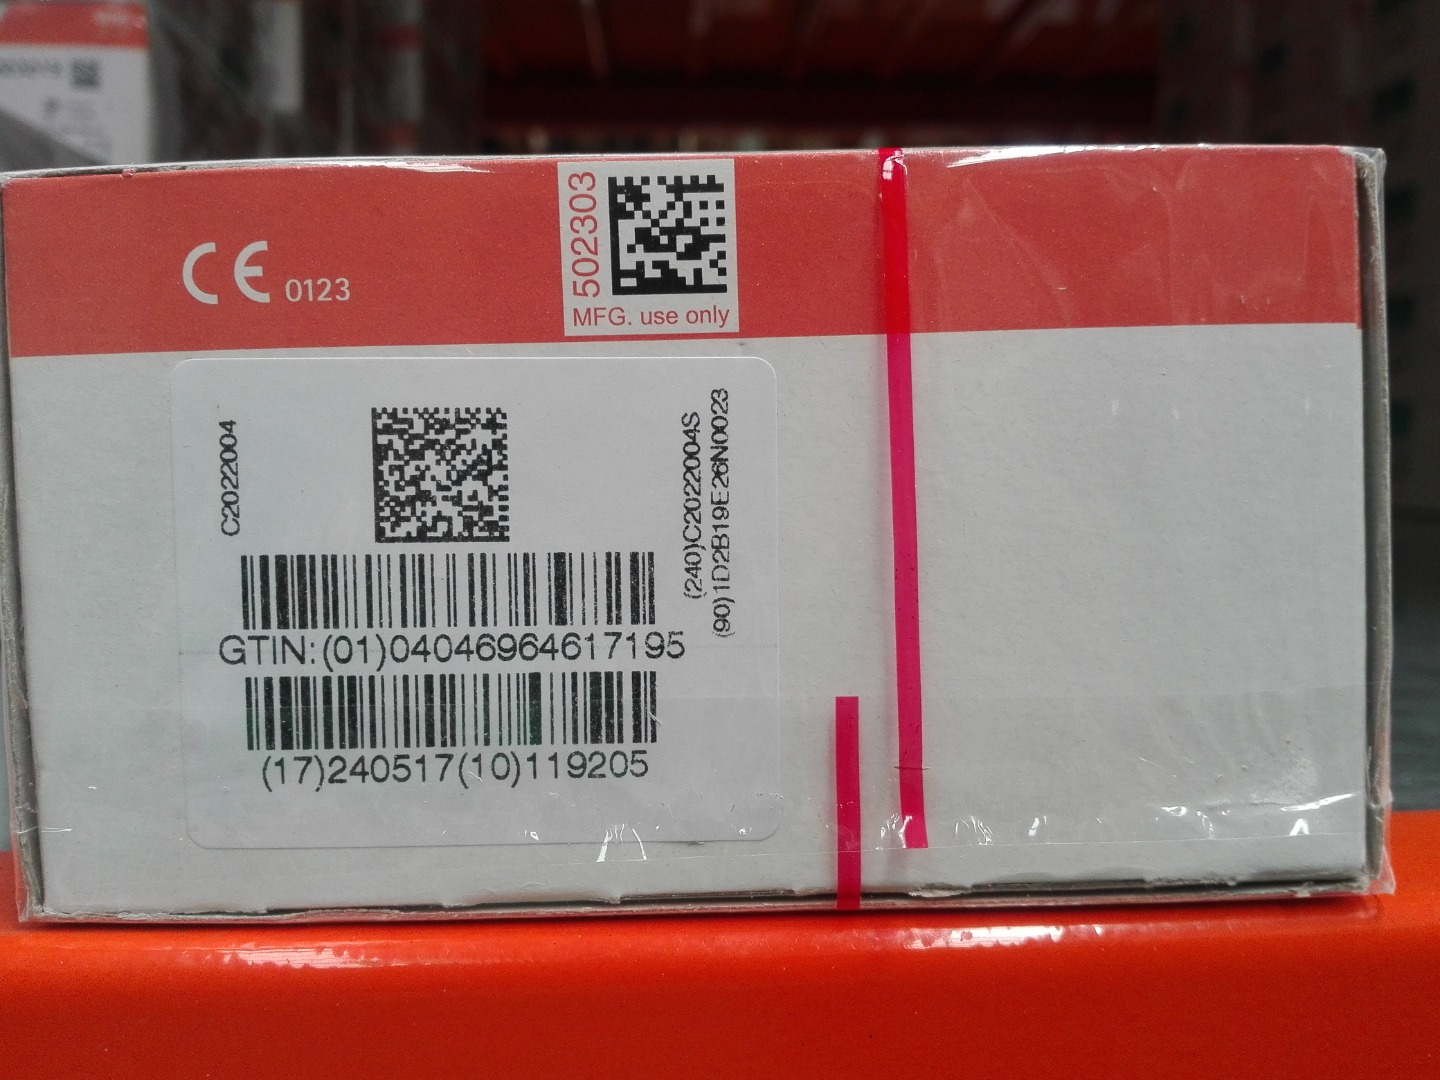 CE 0123
502303
MFG. use only
C2022004
(240)C2022004S
(90)1D2B19E26N0023
GTIN:(01)04046964617195
(17)240517(10)119205